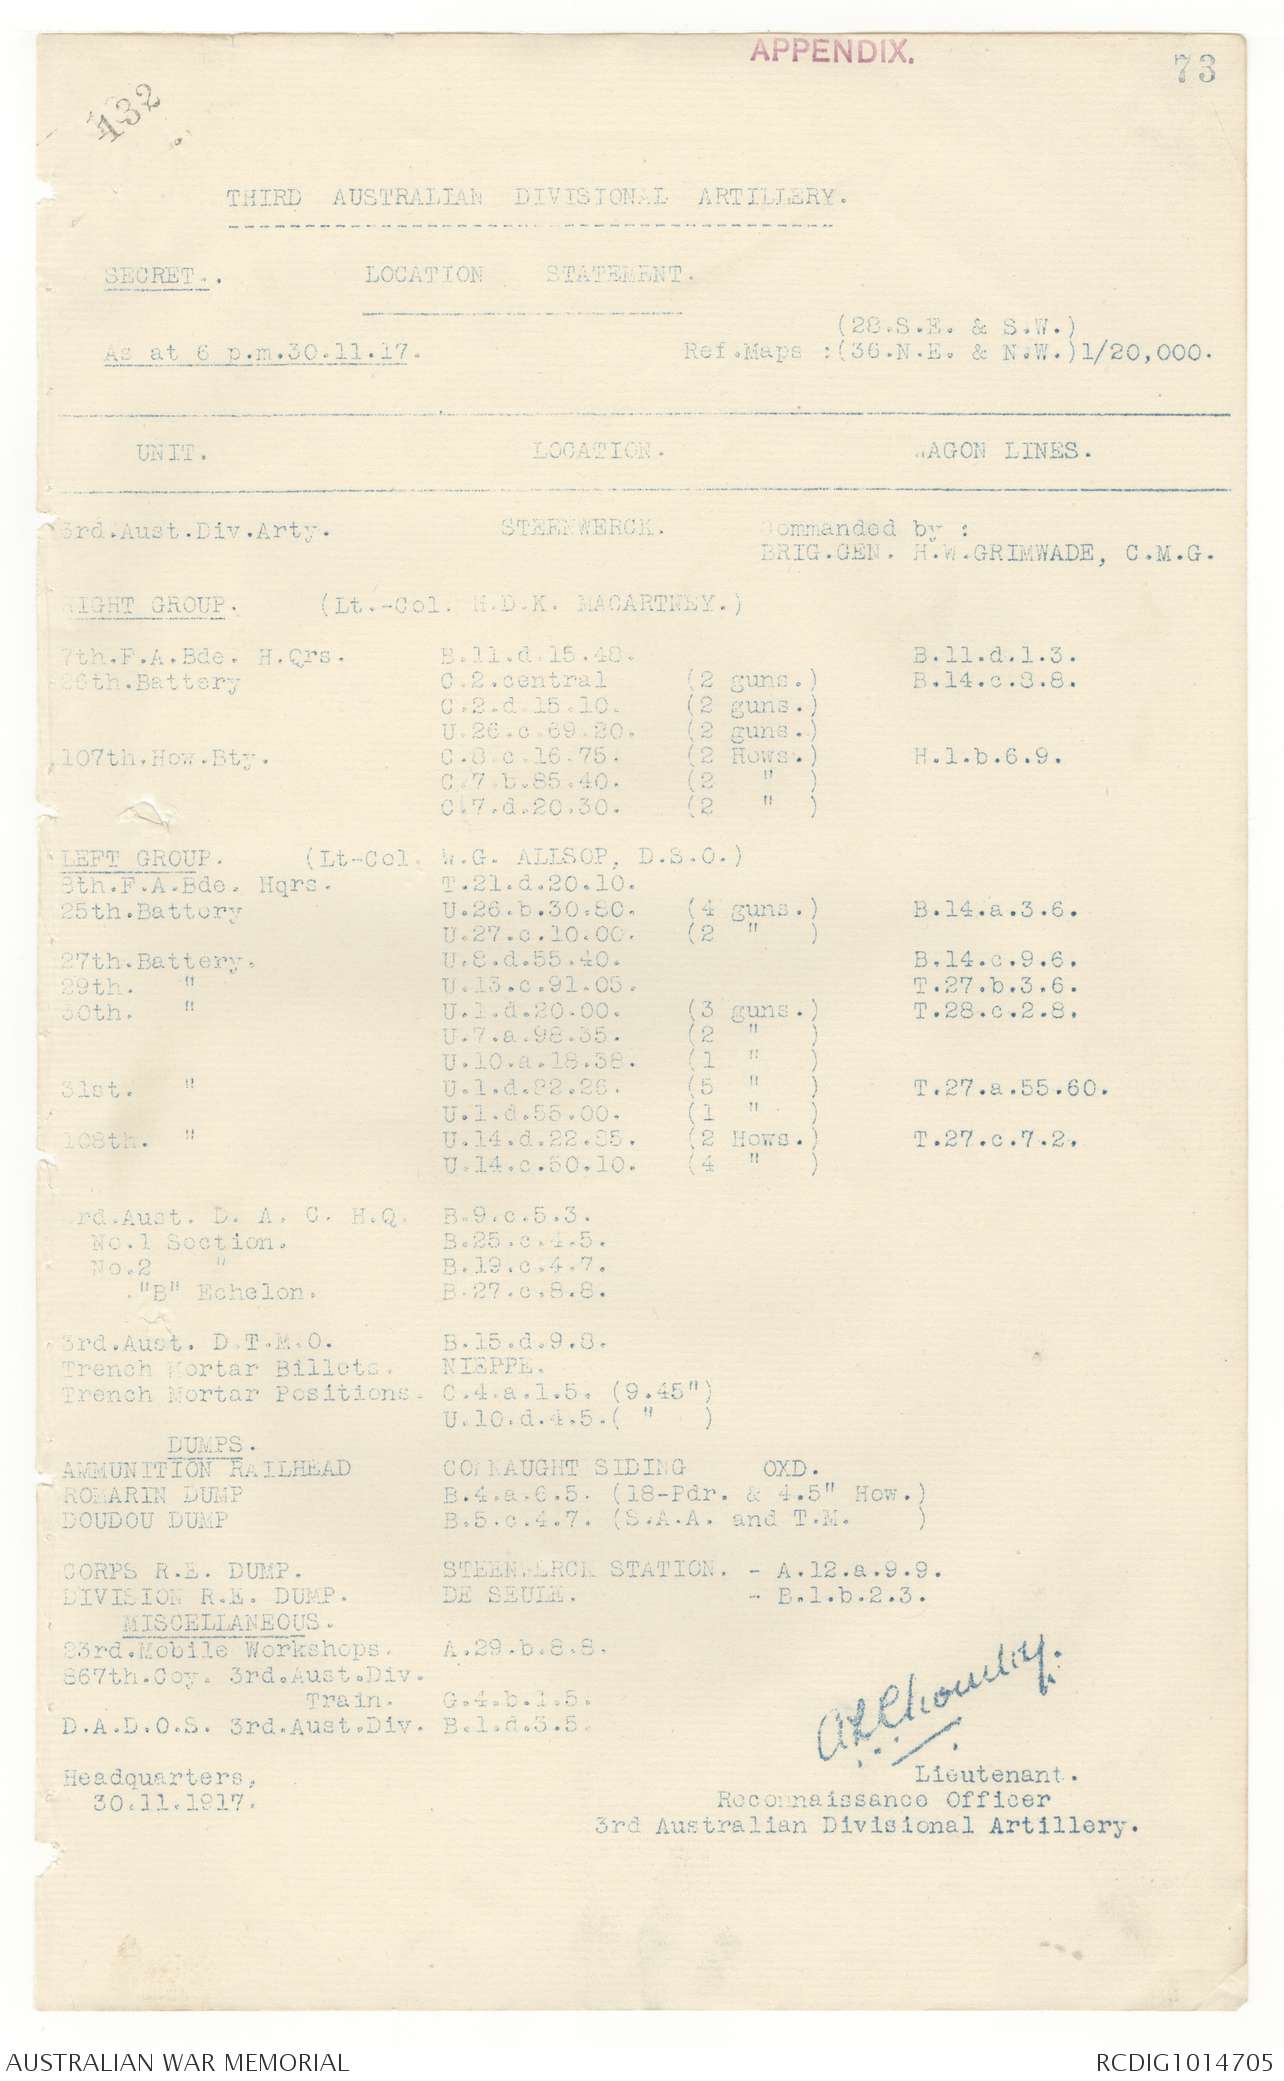 APPENDIX.
73
132
THIRD AUSTRALIAN DIVISIONAL ARTILLERY.
SECRET.. LOCATION STATEMENT.
(28.S.E. & S.W.)
As at 6 p.m.30.11.17. Ref.Maps :(36.N.E. & N.W.)1/20,000.
UNIT. LOCATION. WAGON LINES.
3rd.Aust.Div.Arty. STEENWERCK. Commanded by :
BRIG.GEN. H.W.GRIMWADE, C.M.G.
RIGHT GROUP. (Lt.-Col. H.D.K. MACARTNEY.)
7th.F.A.Bde. H.Qrs. B.11.d.15.48. B.11.d.1.3.
26th.Battery C.2.central (2 guns.) B.14.c.8.8.
C.2.d.15.10. (2 guns.)
U.26.c.69.20. (2 guns.)
107th.How.Bty. C.8.c.16.75. (2 Hows.) H.1.b.6.9.
C.7.b.85.40. (2 " )
C.7.d.20.30. (2 " )
LEFT GROUP. (Lt-Col. W.G. ALLSOP, D.S.O.)
8th.F.A.Bde. Hqrs. T.21.d.20.10.
25th.Battery U.26.b.30.80. (4 guns.) B.14.a.3.6.
U.27.c.10.00. (2 " )
27th.Battery. U.8.d.55.40. B.14.c.9.6.
29th. " U.13.c.91.05. T.27.b.3.6.
30th. " U.1.d.20.00. (3 guns.) T.28.c.2.8.
U.7.a.98.35. (2 " )
U.10.a.18.38. (1 " )
31st. " U.1.d.22.26. (5 " ) T.27.a.55.60.
U.1.d.55.00. (1 " )
108th. " U.14.d.22.85. (2 Hows.) T.27.c.7.2.
U.14.c.50.10. (4 " )
3rd.Aust. D. A. C. H.Q. B.9.c.5.3.
No.1 Section. B.25.c.4.5.
No.2 " B.19.c.4.7.
."B" Echelon. B.27.c.8.8.
3rd.Aust. D.T.M.O. B.15.d.9.8.
Trench Mortar Billets. NIEPPE.
Trench Mortar Positions. C.4.a.1.5. (9.45")
U.10.d.4.5.( " )
DUMPS.
AMMUNITION RAILHEAD CONNAUGHT SIDING OXD.
ROMARIN DUMP B.4.a.6.5. (18-Pdr. & 4.5" How.)
DOUDOU DUMP B.5.c.4.7. (S.A.A. and T.M. )
CORPS R.E. DUMP. STEENWERCK STATION. - A.12.a.9.9.
DIVISION R.E. DUMP. DE SEULE. - B.1.b.2.3.
MISCELLANEOUS.
23rd.Mobile Workshops. A.29.b.8.8.
867th.Coy. 3rd.Aust.Div.
Train. G.4.b.1.5.
D.A.D.O.S. 3rd.Aust.Div. B.1.d.3.5.
Headquarters, Lieutenant.
30.11.1917. Reconnaissance Officer
3rd Australian Divisional Artillery.
AUSTRALIAN WAR MEMORIAL RCDIG1014705